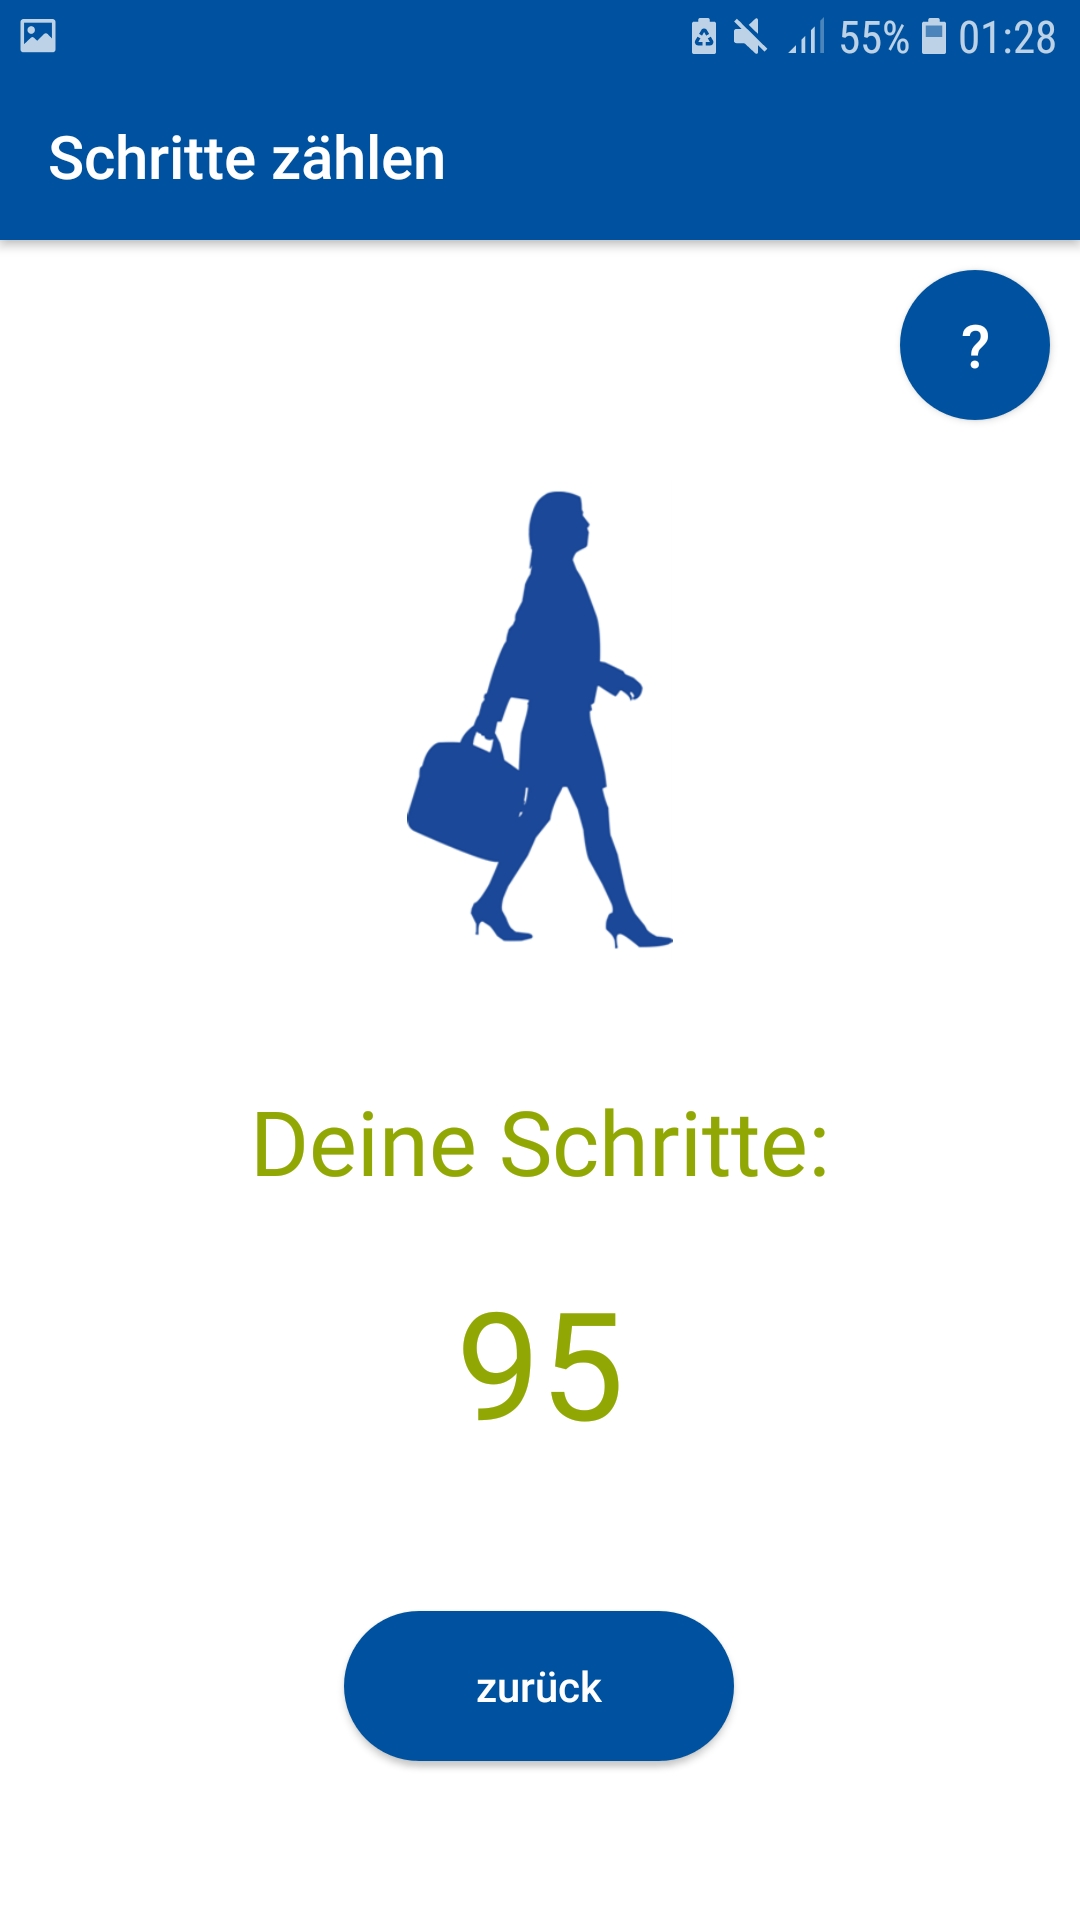 55% 01:28
Schritte zählen
?
Deine Schritte:
95
zurück